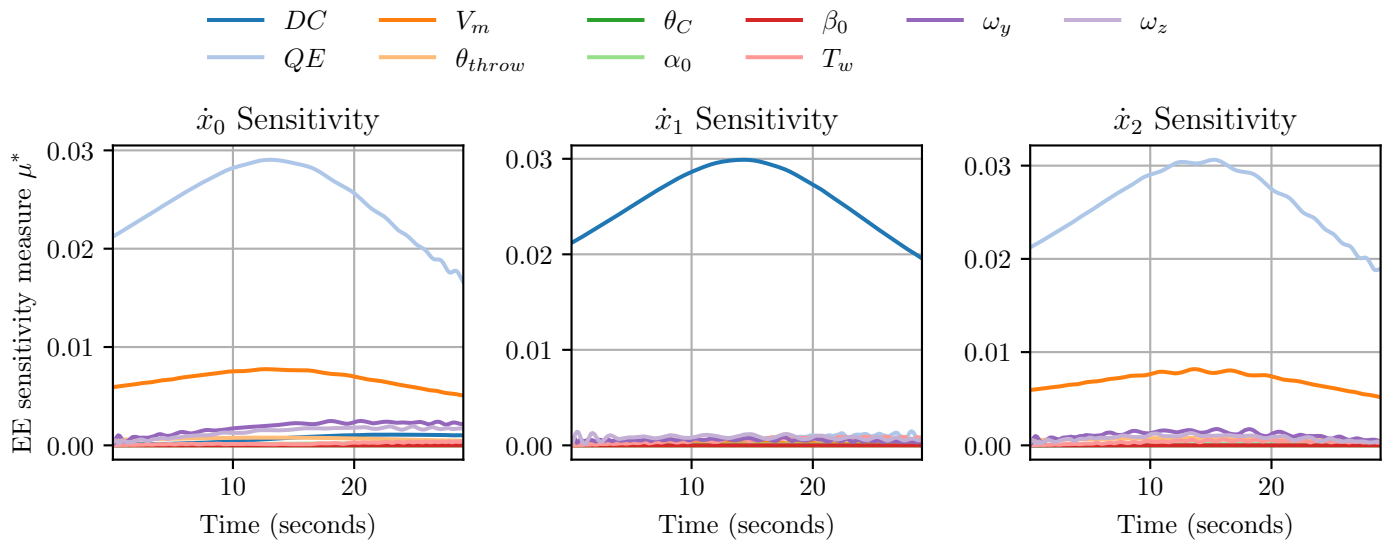 DC V_m θ_C β_0 ω_y ω_z
QE θ_throw α_0 T_w
ẋ_0 Sensitivity ẋ_1 Sensitivity ẋ_2 Sensitivity
EE sensitivity measure μ*
0.03
0.02
0.01
0.00
10 20
Time (seconds)
0.03
0.02
0.01
0.00
10 20
Time (seconds)
0.03
0.02
0.01
0.00
10 20
Time (seconds)